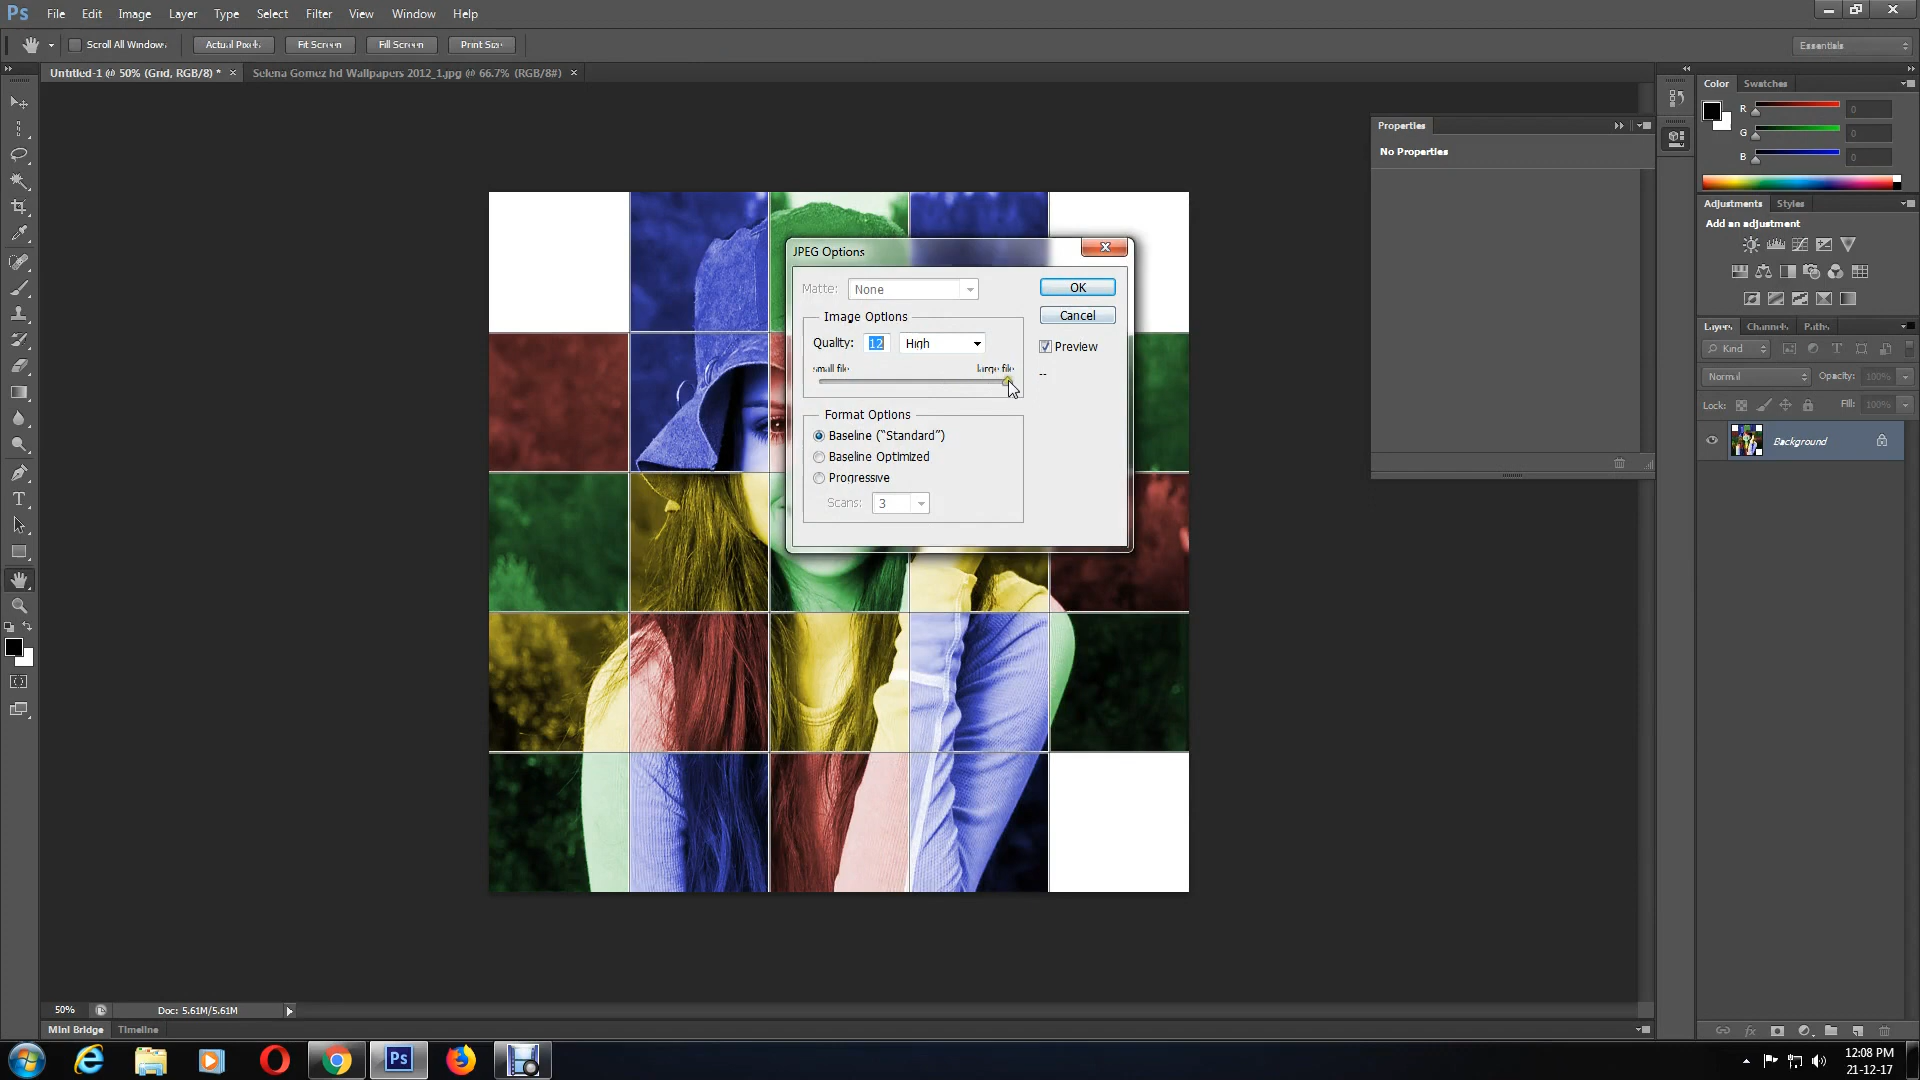 Ps File Edit Image Layer Type Select Filter View Window Help
Scroll All Windows Actual Pixels Fit Screen Fill Screen Print Size Essentials
Untitled-1 @ 50% (Grid, RGB/8) * × Selena Gomez hd Wallpapers 2012_1.jpg @ 66.7% (RGB/8#) ×
Color Swatches
R 0
G 0
B 0
Properties
No Properties
Adjustments Styles
Add an adjustment
JPEG Options
Matte: None OK
Image Options Cancel
Quality: 12 High Preview
small file large file
--
Format Options
Baseline ("Standard")
Baseline Optimized
Progressive
Scans: 3
Layers Channels Paths
Kind
Normal Opacity: 100%
Lock: Fill: 100%
Background
50% Doc: 5.61M/5.61M
Mini Bridge Timeline
fx
Ps
12:08 PM
21-12-17